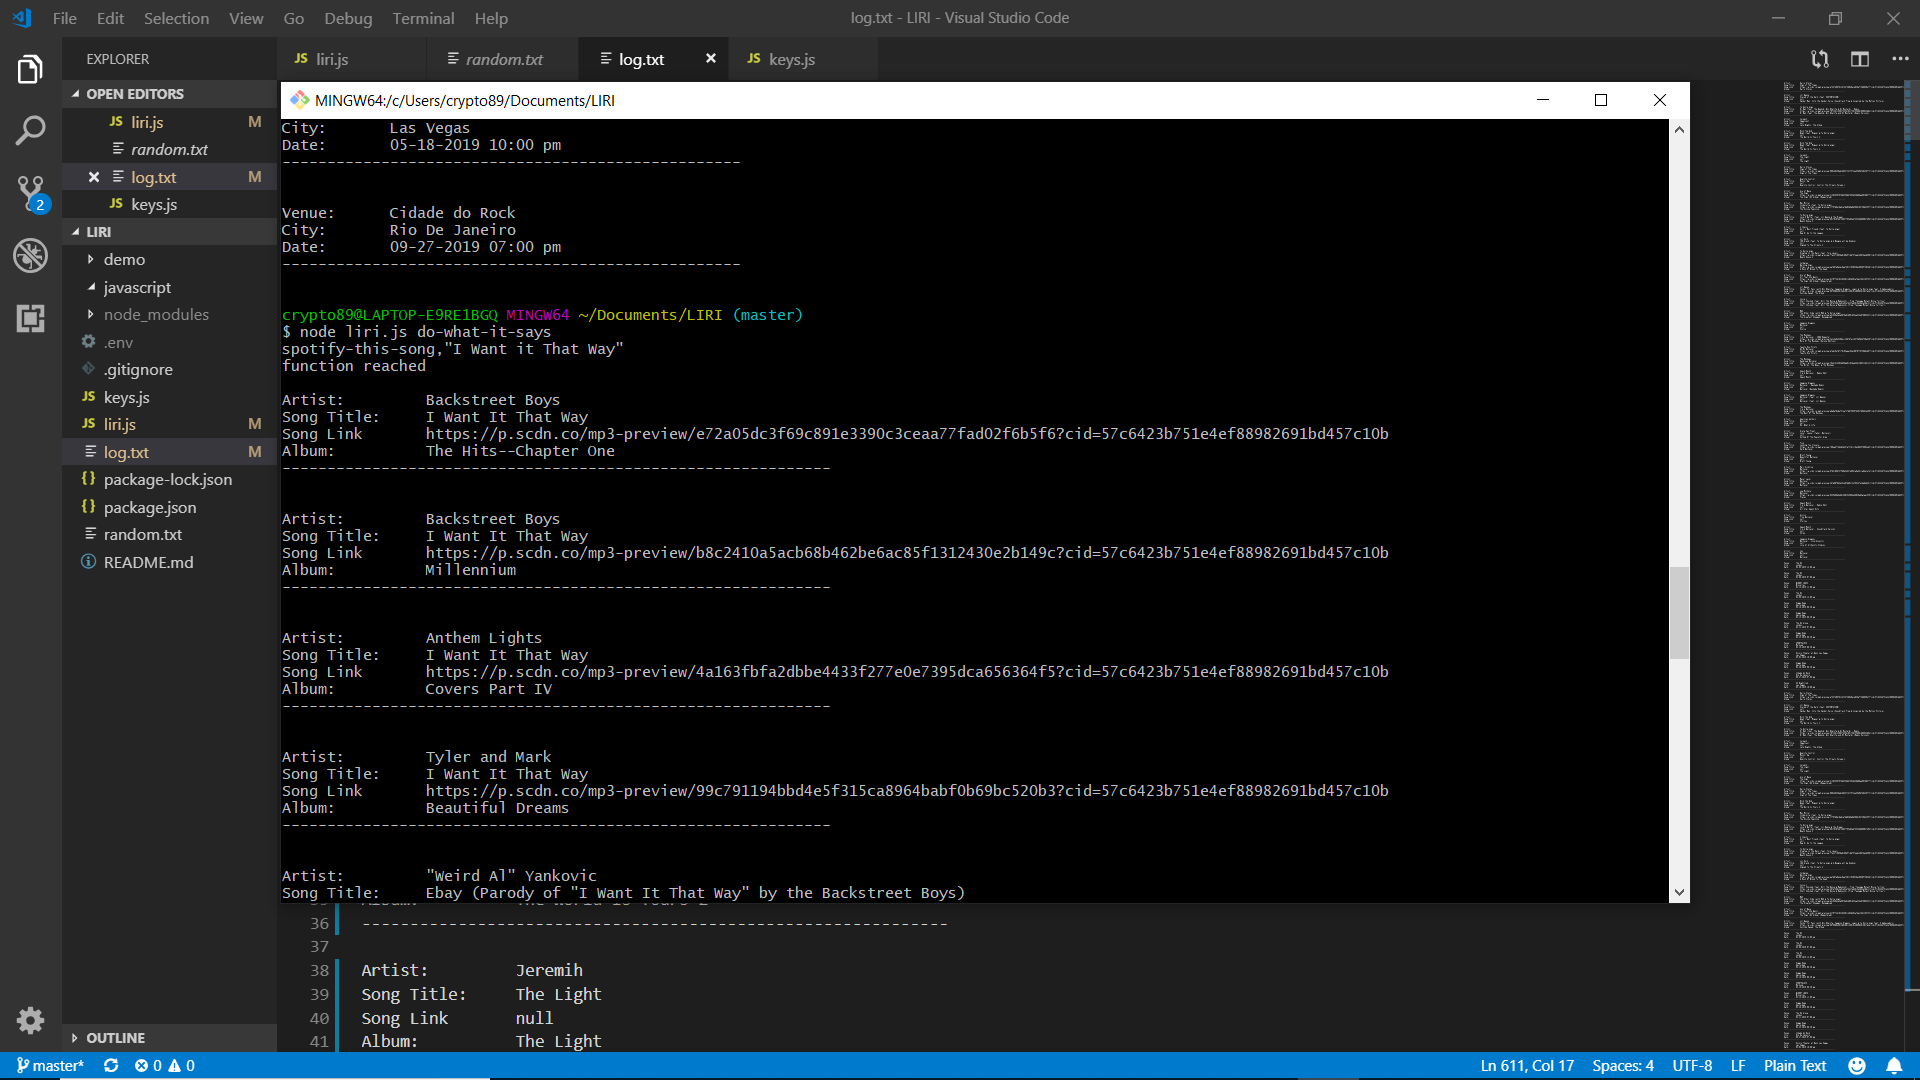 File Edit Selection View Go Debug Terminal Help
log.txt - LIRI - Visual Studio Code
EXPLORER
JS liri.js
random.txt
log.txt
JS keys.js
OPEN EDITORS
JS liri.js M
random.txt
log.txt M
JS keys.js
LIRI
demo
javascript
node_modules
.env
.gitignore
JS keys.js
JS liri.js M
log.txt M
{} package-lock.json
{} package.json
random.txt
README.md
OUTLINE
2
MINGW64:/c/Users/crypto89/Documents/LIRI
City: Las Vegas
Date: 05-18-2019 10:00 pm
---------------------------------------------------
Venue: Cidade do Rock
City: Rio De Janeiro
Date: 09-27-2019 07:00 pm
---------------------------------------------------
crypto89@LAPTOP-E9RE1BGQ MINGW64 ~/Documents/LIRI (master)
$ node liri.js do-what-it-says
spotify-this-song,"I Want it That Way"
function reached
Artist: Backstreet Boys
Song Title: I Want It That Way
Song Link https://p.scdn.co/mp3-preview/e72a05dc3f69c891e3390c3ceaa77fad02f6b5f6?cid=57c6423b751e4ef88982691bd457c10b
Album: The Hits--Chapter One
-------------------------------------------------------------
Artist: Backstreet Boys
Song Title: I Want It That Way
Song Link https://p.scdn.co/mp3-preview/b8c2410a5acb68b462be6ac85f1312430e2b149c?cid=57c6423b751e4ef88982691bd457c10b
Album: Millennium
-------------------------------------------------------------
Artist: Anthem Lights
Song Title: I Want It That Way
Song Link https://p.scdn.co/mp3-preview/4a163fbfa2dbbe4433f277e0e7395dca656364f5?cid=57c6423b751e4ef88982691bd457c10b
Album: Covers Part IV
-------------------------------------------------------------
Artist: Tyler and Mark
Song Title: I Want It That Way
Song Link https://p.scdn.co/mp3-preview/99c791194bbd4e5f315ca8964babf0b69bc520b3?cid=57c6423b751e4ef88982691bd457c10b
Album: Beautiful Dreams
-------------------------------------------------------------
Artist: "Weird Al" Yankovic
Song Title: Ebay (Parody of "I Want It That Way" by the Backstreet Boys)
36 -------------------------------------------------------------
37
38 Artist: Jeremih
39 Song Title: The Light
40 Song Link null
41 Album: The Light
master* 0 0
Ln 611, Col 17 Spaces: 4 UTF-8 LF Plain Text